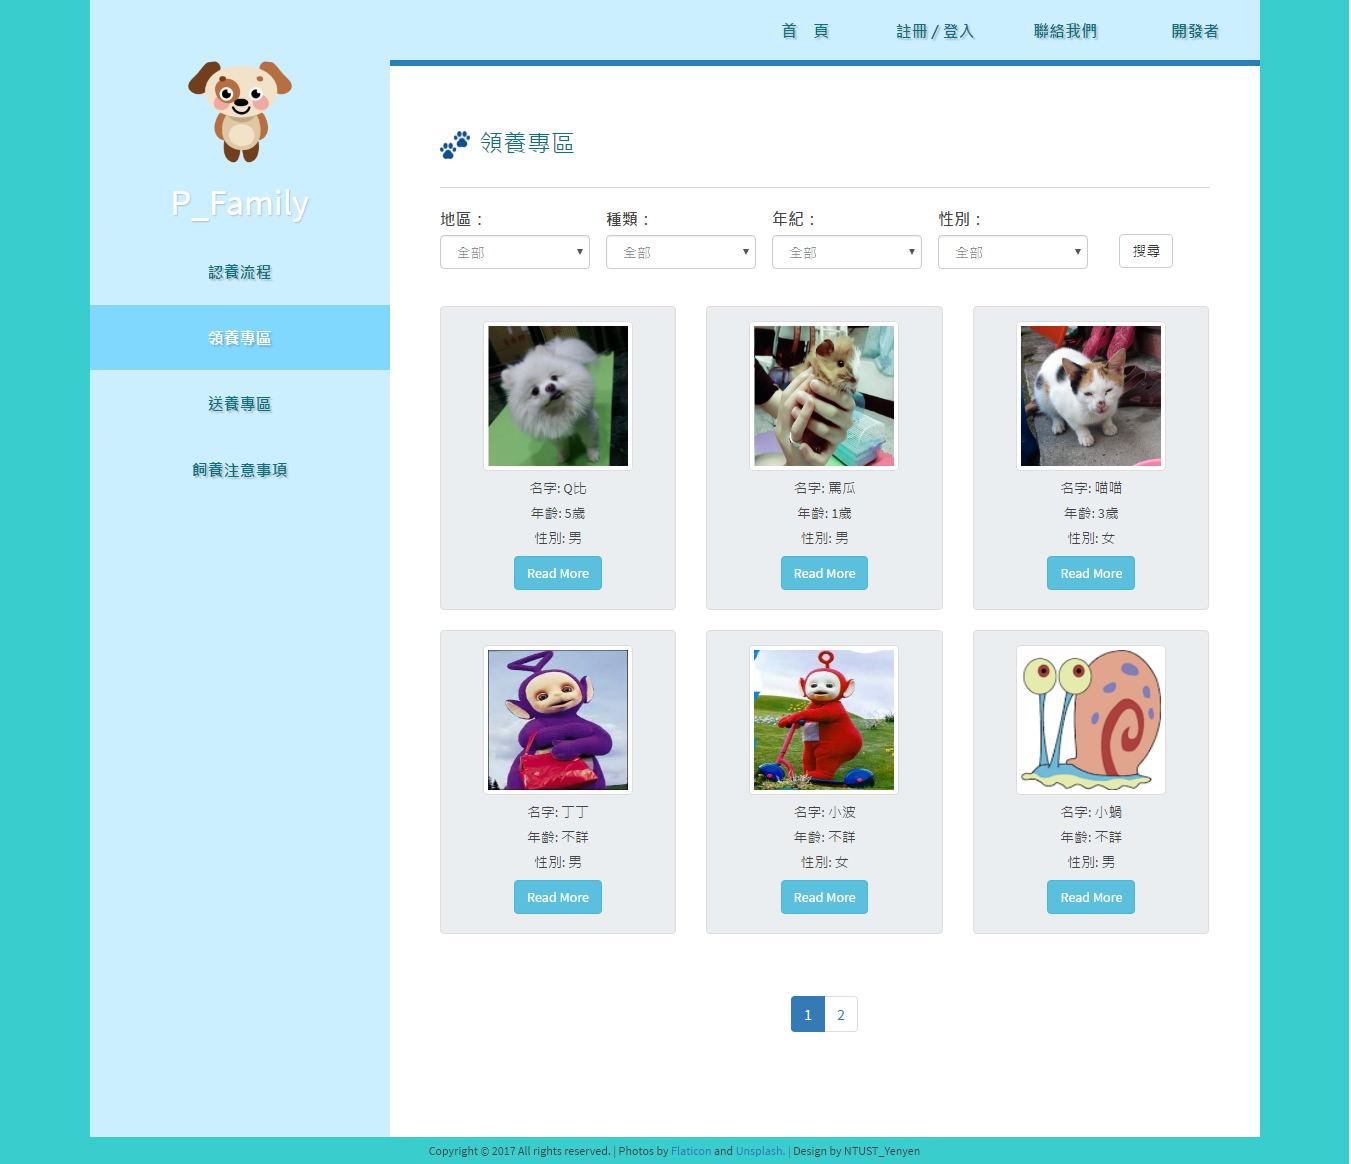 首 頁
註冊 / 登入
聯絡我們
開發者
P_Family
認養流程
領養專區
送養專區
飼養注意事項
領養專區
地區：
種類：
年紀：
性別：
全部
全部
全部
全部
搜尋
名字: Q比
年齡: 5歲
性別: 男
Read More
名字: 罵瓜
年齡: 1歲
性別: 男
Read More
名字: 喵喵
年齡: 3歲
性別: 女
Read More
名字: 丁丁
年齡: 不詳
性別: 男
Read More
名字: 小波
年齡: 不詳
性別: 女
Read More
名字: 小蝸
年齡: 不詳
性別: 男
Read More
1 2
Copyright © 2017 All rights reserved. | Photos by Flaticon and Unsplash. | Design by NTUST_Yenyen